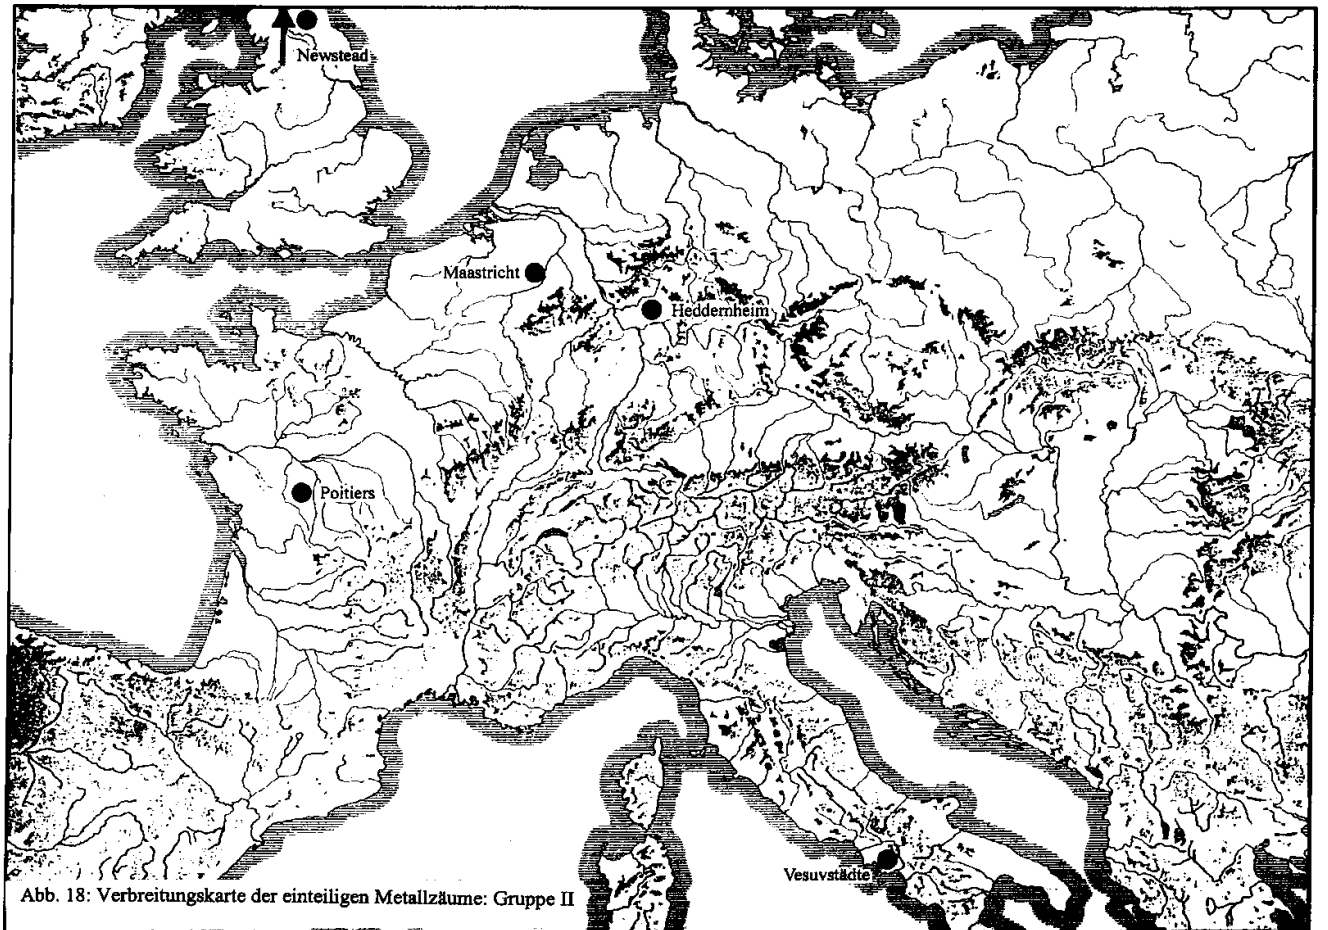 Newstead
Maastricht
Heddernheim
Poitiers
Vesuvstädte
Abb. 18: Verbreitungskarte der einteiligen Metallzäume: Gruppe II